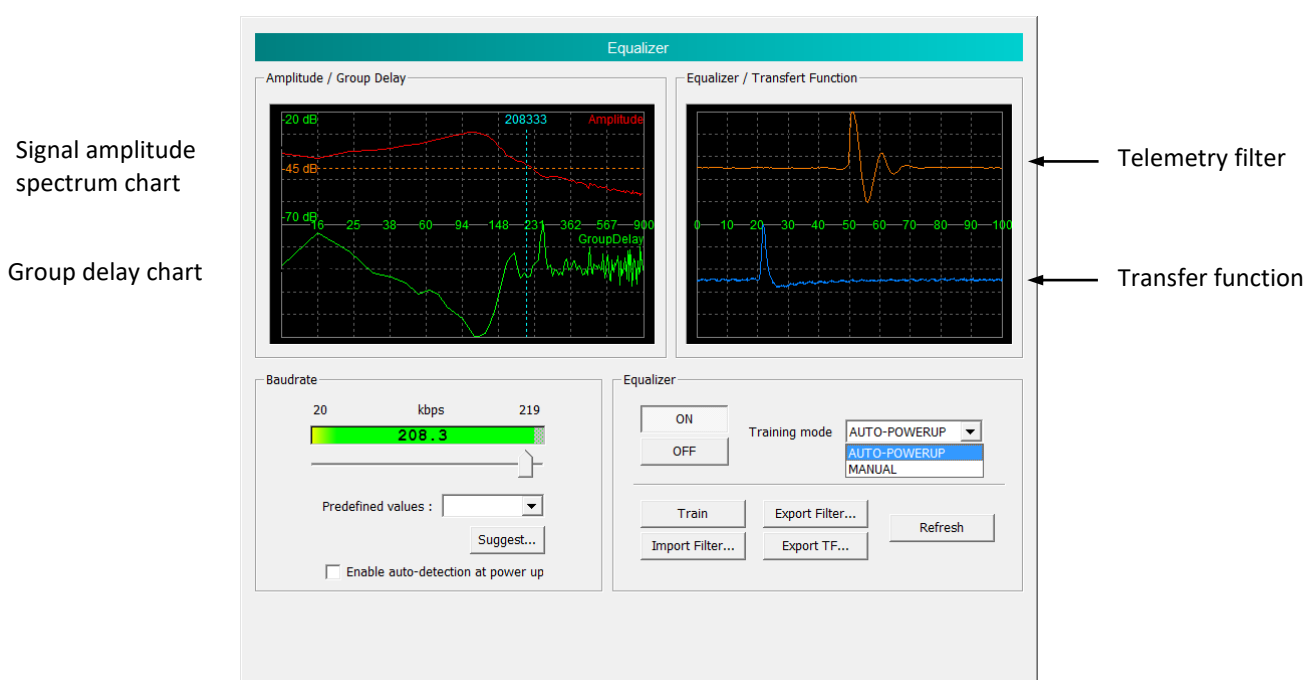 Equalizer
Amplitude / Group Delay
Equalizer / Transfert Function
-20 dB
208333
Amplitude
-45 dB
-70 dB
16 25 38 60 94 148 231 362 567 900
GroupDelay
0 10 20 30 40 50 60 70 80 90 100
Signal amplitude
spectrum chart
Group delay chart
Telemetry filter
Transfer function
Baudrate
20 kbps 219
208.3
Predefined values :
Suggest...
Enable auto-detection at power up
Equalizer
ON
OFF
Training mode AUTO-POWERUP
AUTO-POWERUP
MANUAL
Train Export Filter...
Refresh
Import Filter... Export TF...